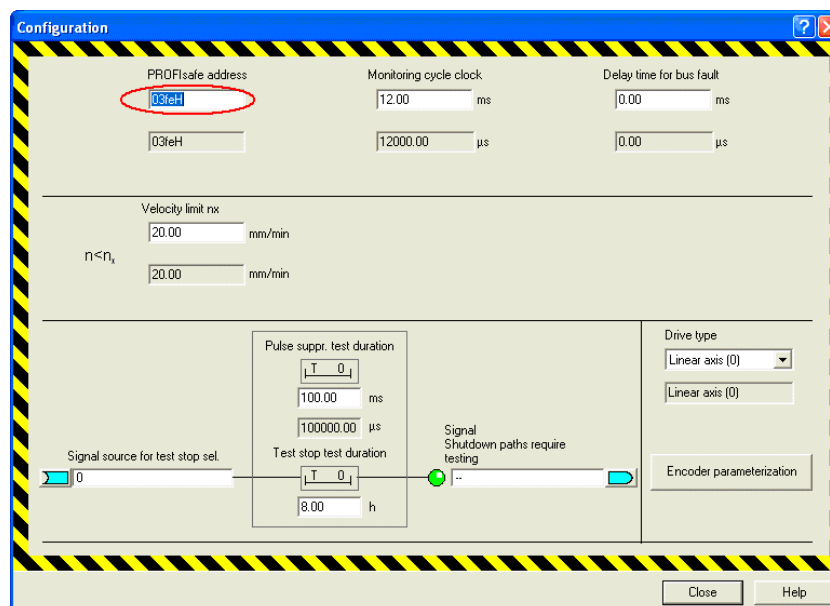 Configuration
?
X
PROFIsafe address
Monitoring cycle clock
Delay time for bus fault
03feH
12.00 ms
0.00 ms
03feH
12000.00 µs
0.00 µs
Velocity limit nx
20.00 mm/min
n<nx
20.00 mm/min
Pulse suppr. test duration
T 0
100.00 ms
100000.00 µs
Signal source for test stop sel.
0
Test stop test duration
T 0
8.00 h
Signal
Shutdown paths require
testing
--
Drive type
Linear axis (0)
Linear axis (0)
Encoder parameterization
Close
Help